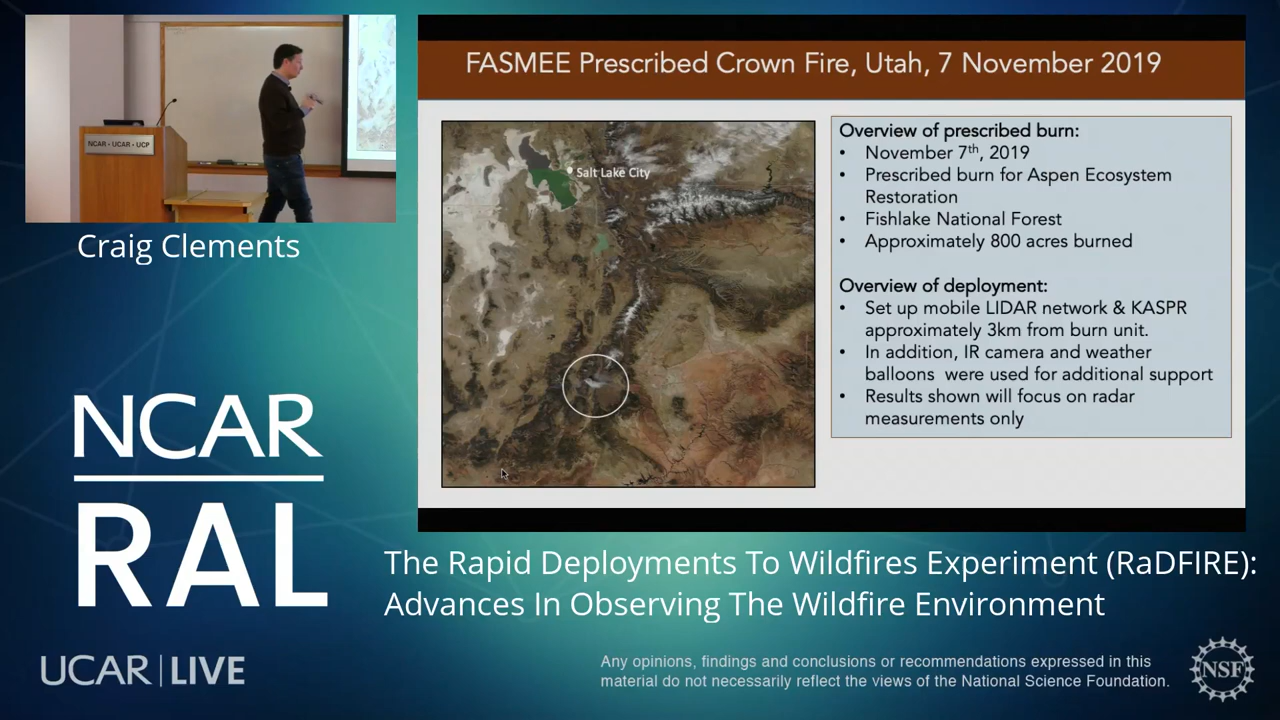 NCAR • UCAR • UCP
Craig Clements
NCAR
RAL
UCAR | LIVE
FASMEE Prescribed Crown Fire, Utah, 7 November 2019
Salt Lake City
Overview of prescribed burn:
• November 7th, 2019
• Prescribed burn for Aspen Ecosystem
Restoration
• Fishlake National Forest
• Approximately 800 acres burned
Overview of deployment:
• Set up mobile LIDAR network & KASPR
approximately 3km from burn unit.
• In addition, IR camera and weather
balloons were used for additional support
• Results shown will focus on radar
measurements only
The Rapid Deployments To Wildfires Experiment (RaDFIRE):
Advances In Observing The Wildfire Environment
Any opinions, findings and conclusions or recommendations expressed in this
material do not necessarily reflect the views of the National Science Foundation.
NSF